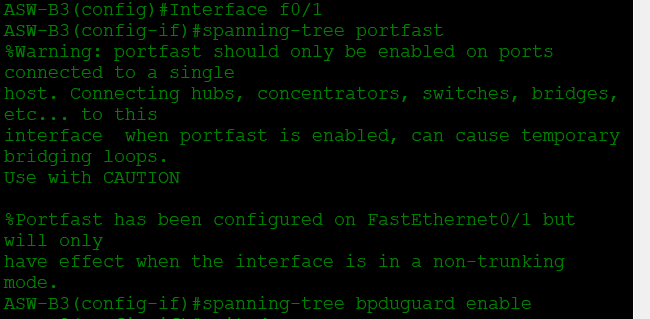 ASW-B3(config)#Interface f0/1
ASW-B3(config-if)#spanning-tree portfast
%Warning: portfast should only be enabled on ports
connected to a single
host. Connecting hubs, concentrators, switches, bridges,
etc... to this
interface  when portfast is enabled, can cause temporary
bridging loops.
Use with CAUTION
%Portfast has been configured on FastEthernet0/1 but
will only
have effect when the interface is in a non-trunking
mode.
ASW-B3(config-if)#spanning-tree bpduguard enable